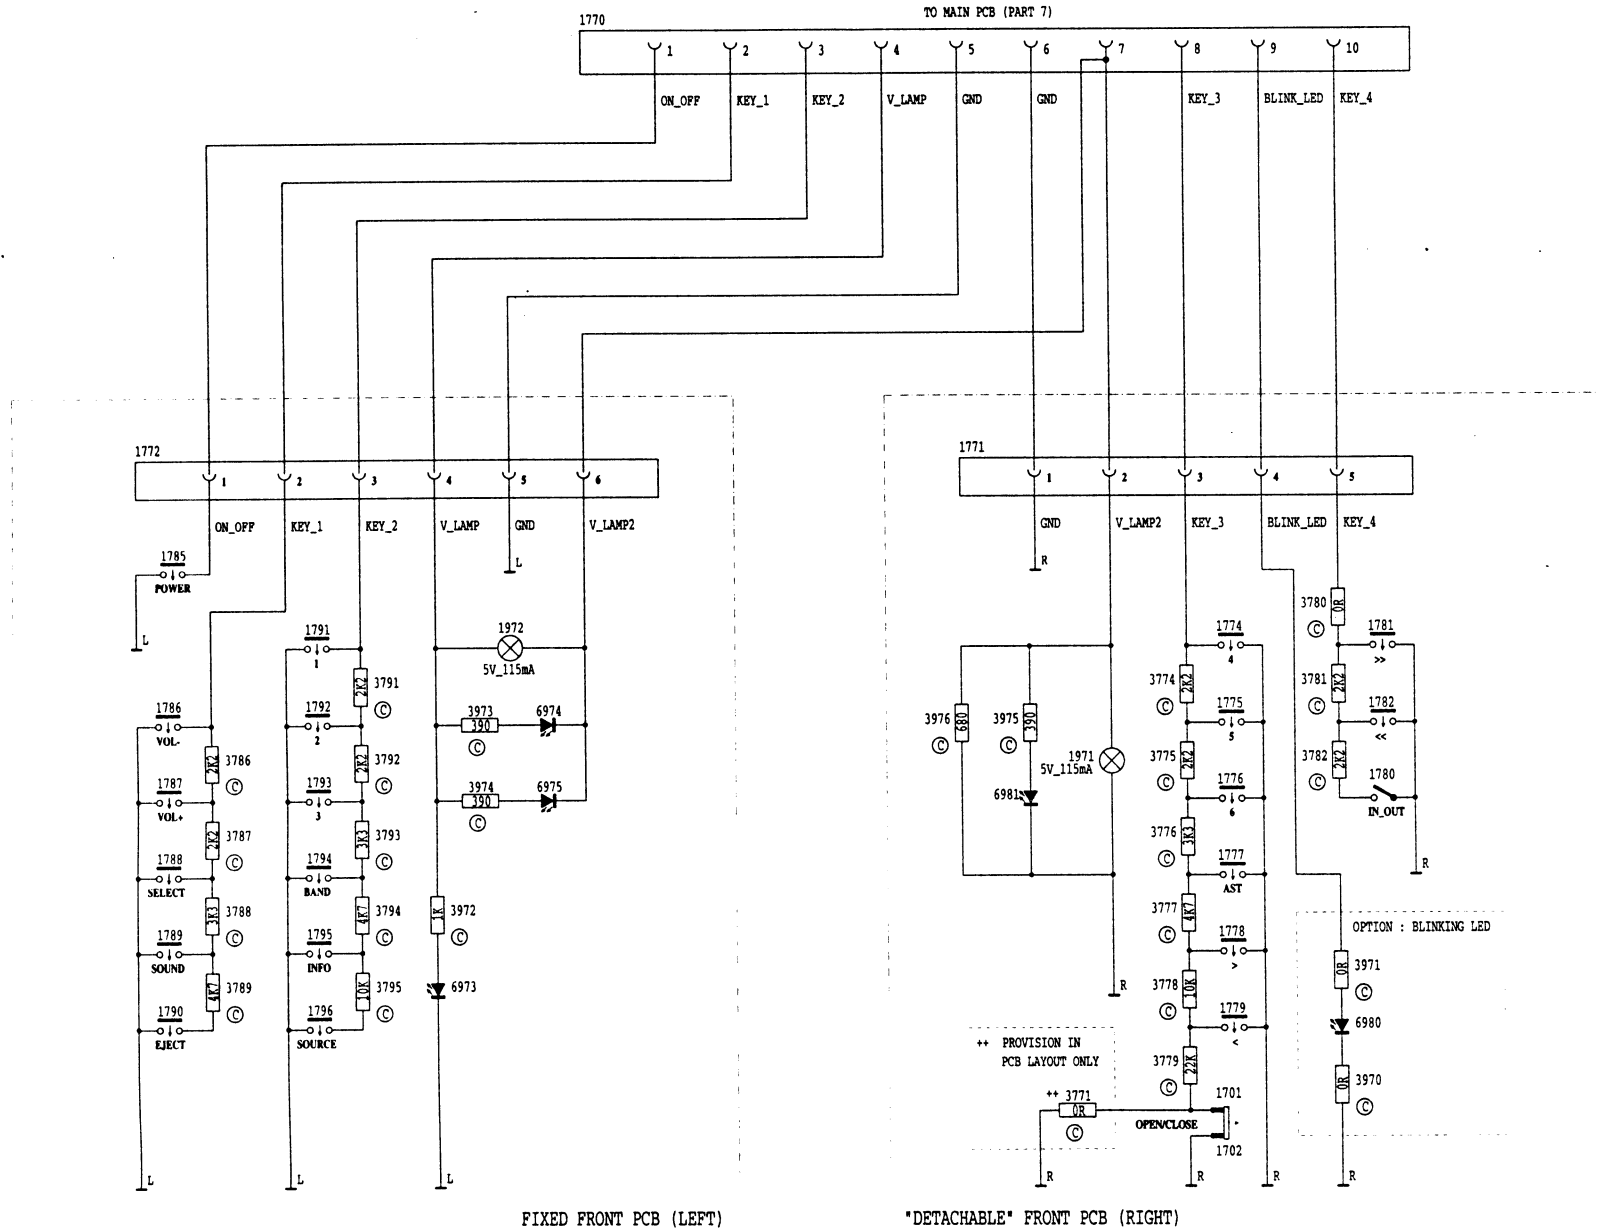 TO MAIN PCB (PART 7)
1770
1 2 3 4 5 6 7 8 9 10
ON_OFF KEY_1 KEY_2 V_LAMP GND GND KEY_3 BLINK_LED KEY_4
1772
1 2 3 4 5 6
ON_OFF KEY_1 KEY_2 V_LAMP GND V_LAMP2
1771
1 2 3 4 5
GND V_LAMP2 KEY_3 BLINK_LED KEY_4
1785
POWER
L
L
R
1786
VOL-
2K2 3786
C
1787
VOL+
2K2 3787
C
1788
SELECT
3K3 3788
C
1789
SOUND
4K7 3789
C
1790
EJECT
L
1791
1
2K2 3791
C
1792
2
2K2 3792
C
1793
3
3K3 3793
C
1794
BAND
4K7 3794
C
1795
INFO
10K 3795
C
1796
SOURCE
L
1972
5V_115mA
3973
390
C
6974
3974
390
C
6975
1K 3972
C
6973
L
3976 680
C
3975 390
C
6981
1971
5V_115mA
R
1774
4
3774 2K2
C
1775
5
3775 2K2
C
1776
6
3776 3K3
C
1777
AST
3777 4K7
C
1778
>
3778 10K
C
1779
<
3779 22K
C
1701
OPEN/CLOSE
1702
++ PROVISION IN
PCB LAYOUT ONLY
++ 3771
0R
C
R R R R
3780 0R
C
1781
>>
3781 2K2
C
1782
<<
3782 2K2
C
1780
IN_OUT
R
OPTION : BLINKING LED
0R 3971
C
6980
0R 3970
C
FIXED FRONT PCB (LEFT)
"DETACHABLE" FRONT PCB (RIGHT)